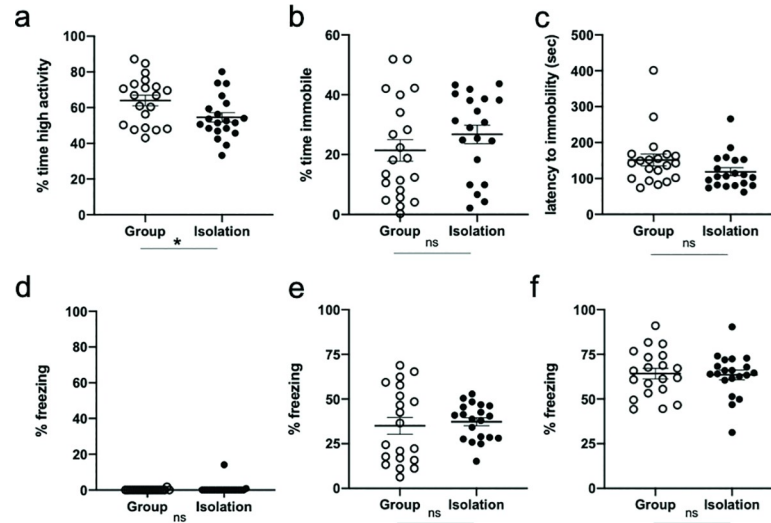 a
% time high activity
100
80
60
40
20
0
Group Isolation
*
b
% time immobile
60
40
20
0
Group Isolation
ns
c
latency to immobility (sec)
500
400
300
200
100
0
Group Isolation
ns
d
% freezing
100
80
60
40
20
0
Group Isolation
ns
e
% freezing
100
75
50
25
0
Group Isolation
ns
f
% freezing
100
75
50
25
0
Group Isolation
ns